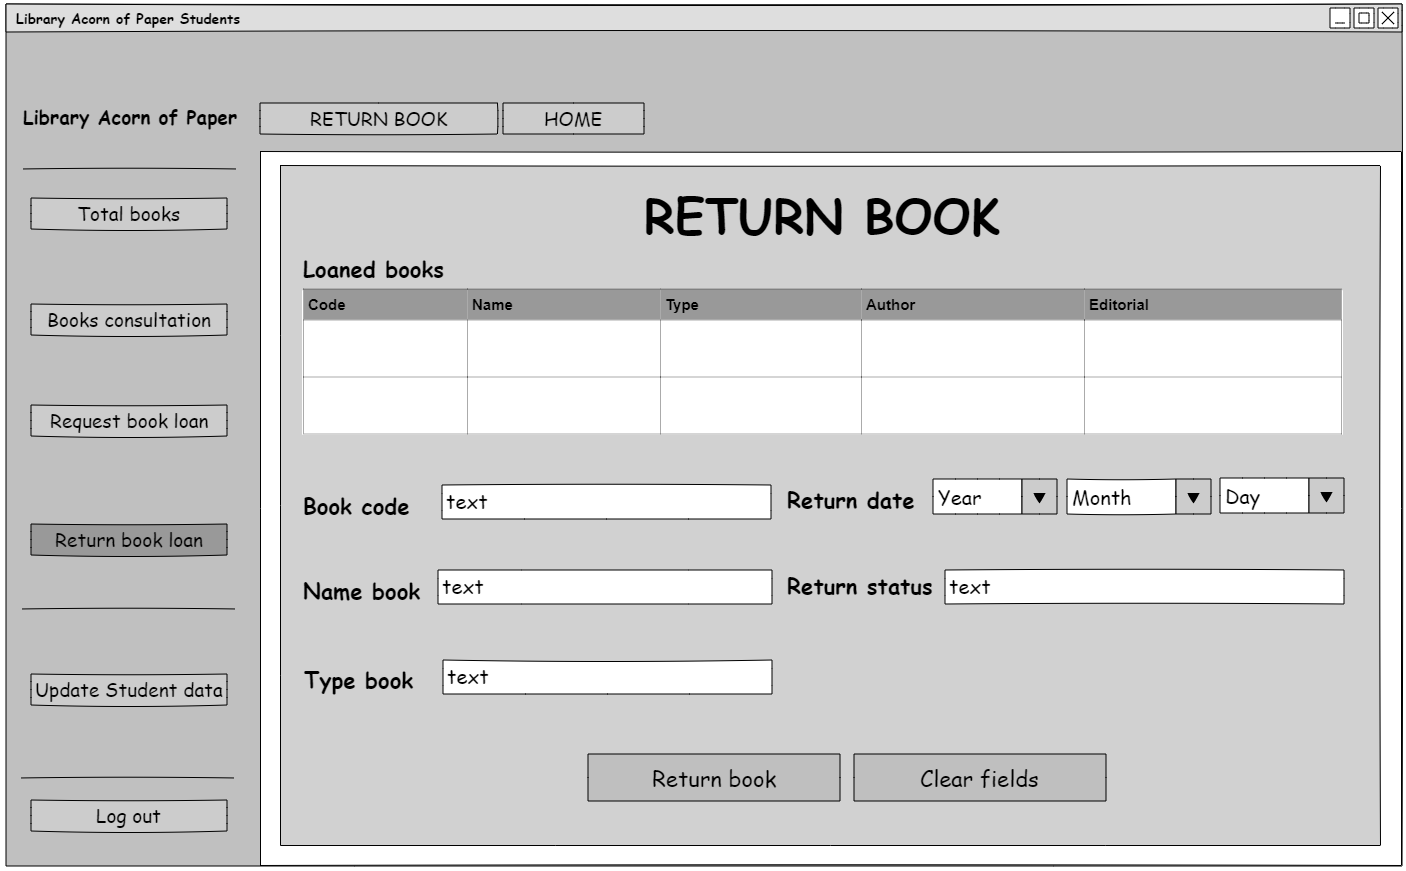 Library Acorn of Paper Students
Library Acorn of Paper
RETURN BOOK
HOME
Total books
Books consultation
Request book loan
Return book loan
Update Student data
Log out
RETURN BOOK
Loaned books
Code Name Type Author Editorial
Book code text Return date Year Month Day
Name book text Return status text
Type book text
Return book Clear fields